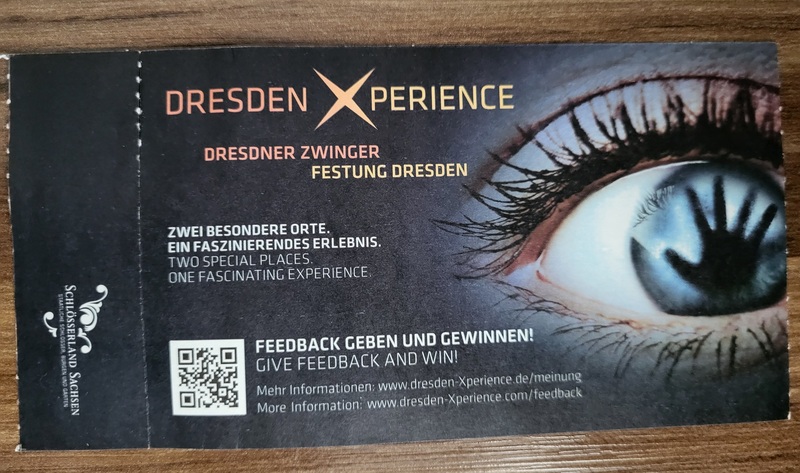 DRESDEN XPERIENCE
DRESDNER ZWINGER
FESTUNG DRESDEN
ZWEI BESONDERE ORTE.
EIN FASZINIERENDES ERLEBNIS.
TWO SPECIAL PLACES.
ONE FASCINATING EXPERIENCE.
FEEDBACK GEBEN UND GEWINNEN!
GIVE FEEDBACK AND WIN!
Mehr Informationen: www.dresden-Xperience.de/meinung
More Information: www.dresden-Xperience.com/feedback
SCHLÖSSERLAND SACHSEN
STAATLICHE SCHLÖSSER, BURGEN UND GÄRTEN